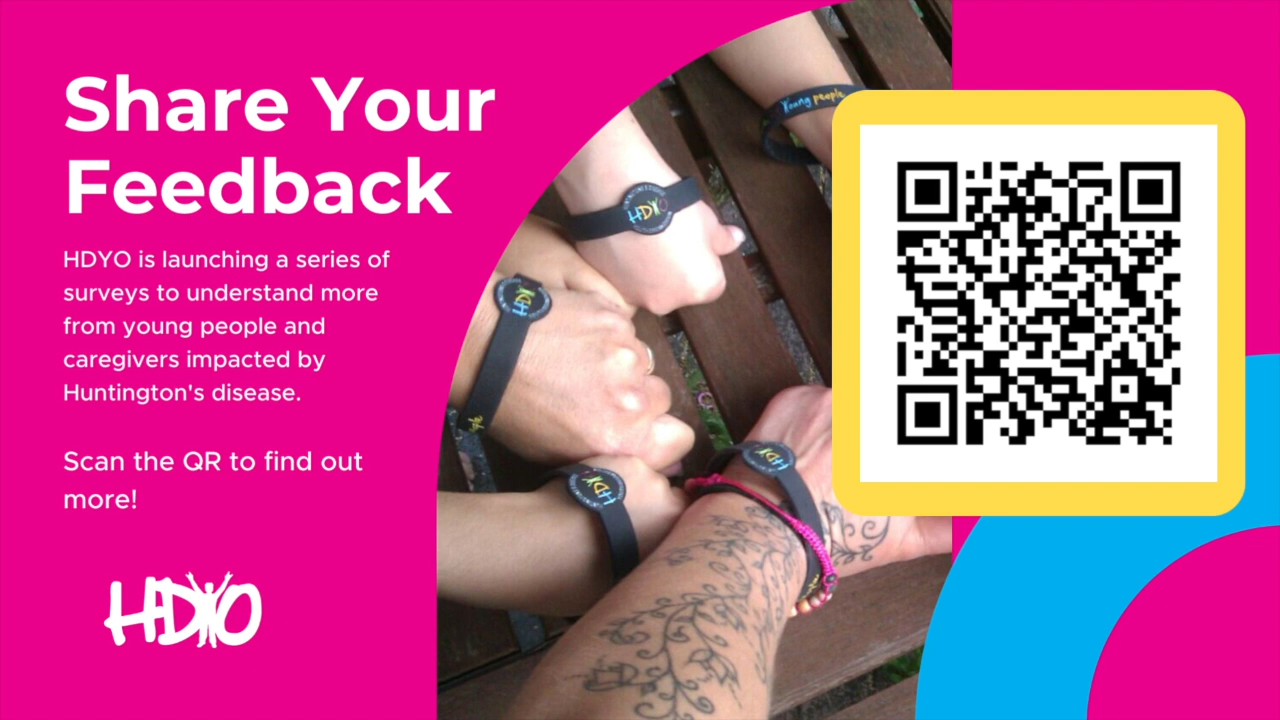 Share Your
Feedback
HDYO is launching a series of
surveys to understand more
from young people and
caregivers impacted by
Huntington's disease.
Scan the QR to find out
more!
HDYO
Young people
HDYO
HDYO
HDYO
HDYO